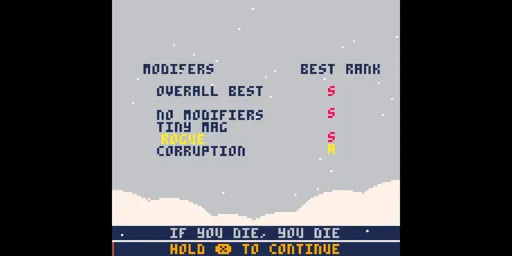 MODIFERS BEST RANK
OVERALL BEST S
NO MODIFIERS S
TINY MAG
ROGUE S
CORRUPTION A
IF YOU DIE, YOU DIE
HOLD TO CONTINUE